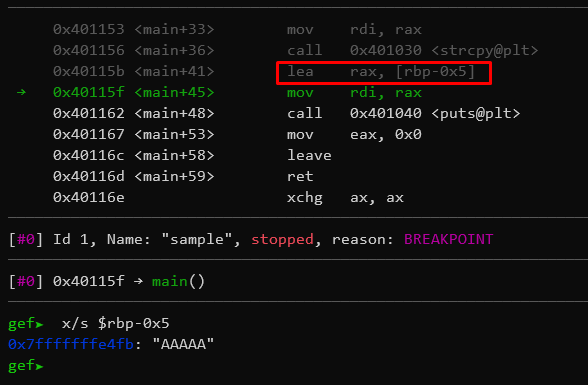 0x401153 <main+33> mov rdi, rax
0x401156 <main+36> call 0x401030 <strcpy@plt>
0x40115b <main+41> lea rax, [rbp-0x5]
→ 0x40115f <main+45> mov rdi, rax
0x401162 <main+48> call 0x401040 <puts@plt>
0x401167 <main+53> mov eax, 0x0
0x40116c <main+58> leave
0x40116d <main+59> ret
0x40116e xchg ax, ax
[#0] Id 1, Name: "sample", stopped, reason: BREAKPOINT
[#0] 0x40115f → main()
gef➤ x/s $rbp-0x5
0x7fffffffe4fb: "AAAAA"
gef➤